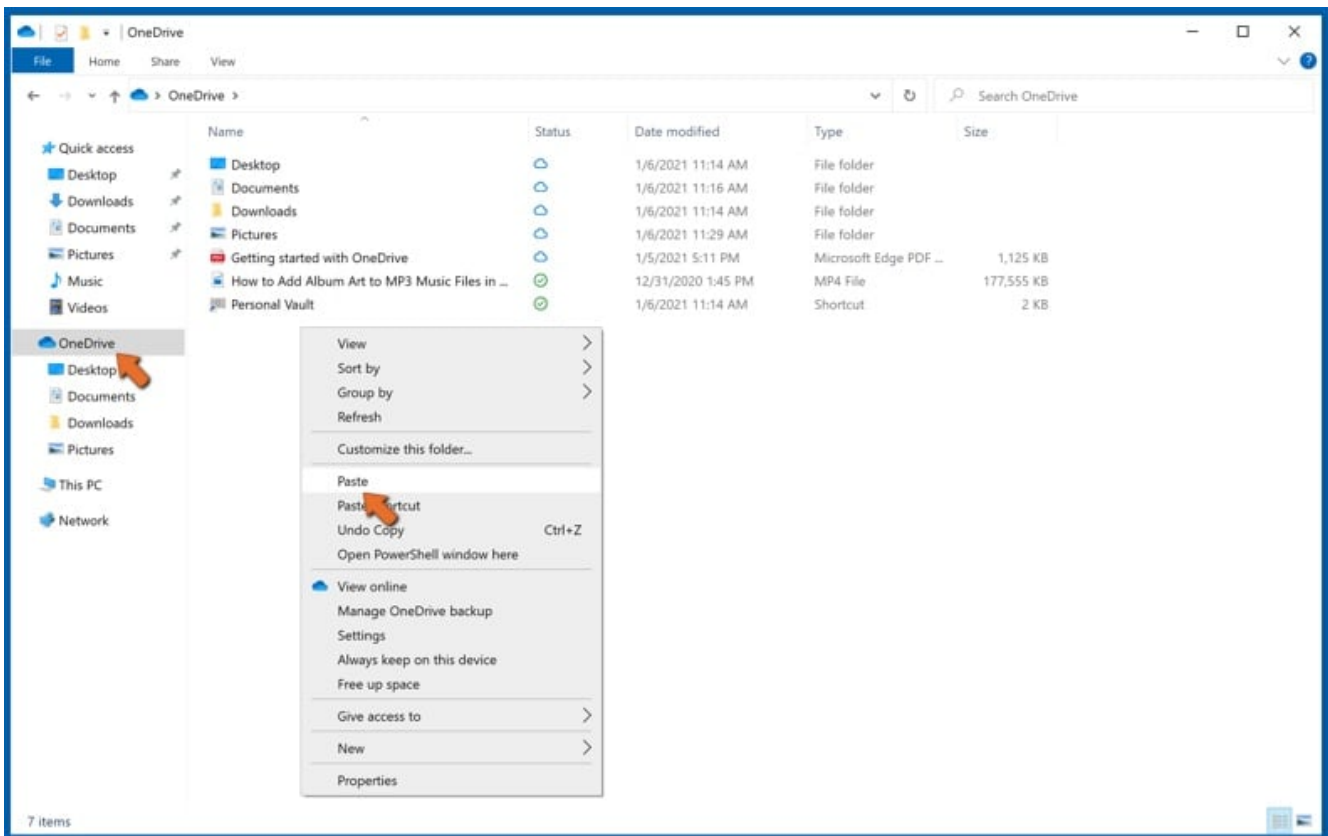 OneDrive
File Home Share View
OneDrive
Search OneDrive
Name Status Date modified Type Size
Quick access
Desktop
Downloads
Documents
Pictures
Music
Videos
OneDrive
Desktop
Documents
Downloads
Pictures
This PC
Network
Desktop 1/6/2021 11:14 AM File folder
Documents 1/6/2021 11:16 AM File folder
Downloads 1/6/2021 11:14 AM File folder
Pictures 1/6/2021 11:29 AM File folder
Getting started with OneDrive 1/5/2021 5:11 PM Microsoft Edge PDF ... 1,125 KB
How to Add Album Art to MP3 Music Files in ... 12/31/2020 1:45 PM MP4 File 177,555 KB
Personal Vault 1/6/2021 11:14 AM Shortcut 2 KB
View
Sort by
Group by
Refresh
Customize this folder...
Paste
Paste
Undo Copy Ctrl+Z
Open PowerShell window here
View online
Manage OneDrive backup
Settings
Always keep on this device
Free up space
Give access to
New
Properties
7 items